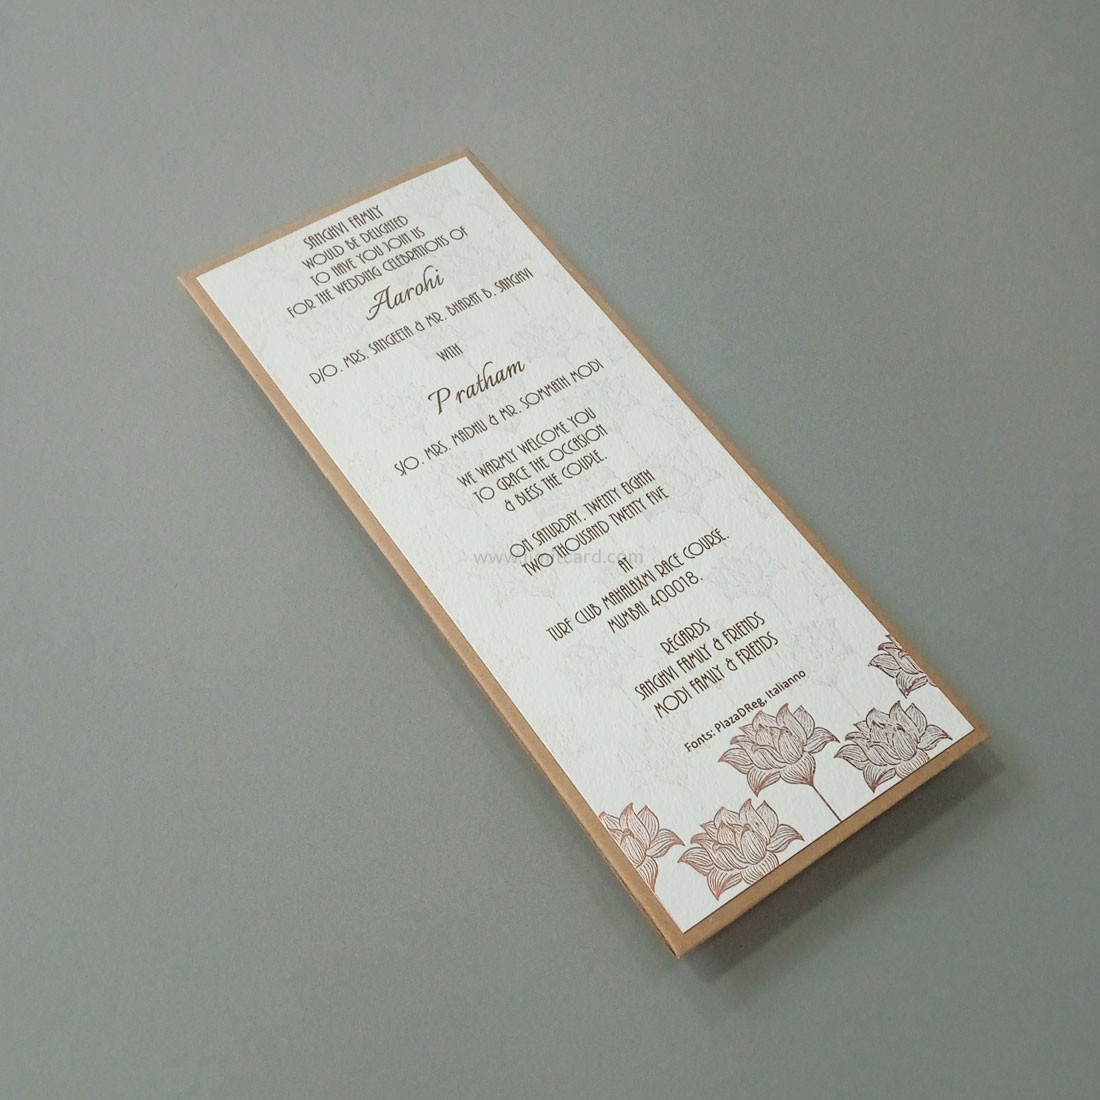 SANGHVI FAMILY
WOULD BE DELIGHTED
TO HAVE YOU JOIN US
FOR THE WEDDING CELEBRATIONS OF
Aarohi
D/O. MRS. SANGEETA & MR. BHARAT D. SANGHVI
WITH
Pratham
S/O. MRS. MADHU & MR. SOMMATH MODI
WE WARMLY WELCOME YOU
TO GRACE THE OCCASION
& BLESS THE COUPLE.
ON SATURDAY, TWENTY EIGHTH
TWO THOUSAND TWENTY FIVE
AT
TURF CLUB MAHALAXMI RACE COURSE.
MUMBAI 400018.
REGARDS
SANGHVI FAMILY & FRIENDS
MODI FAMILY & FRIENDS
Fonts: PlazaDReg, Italianno